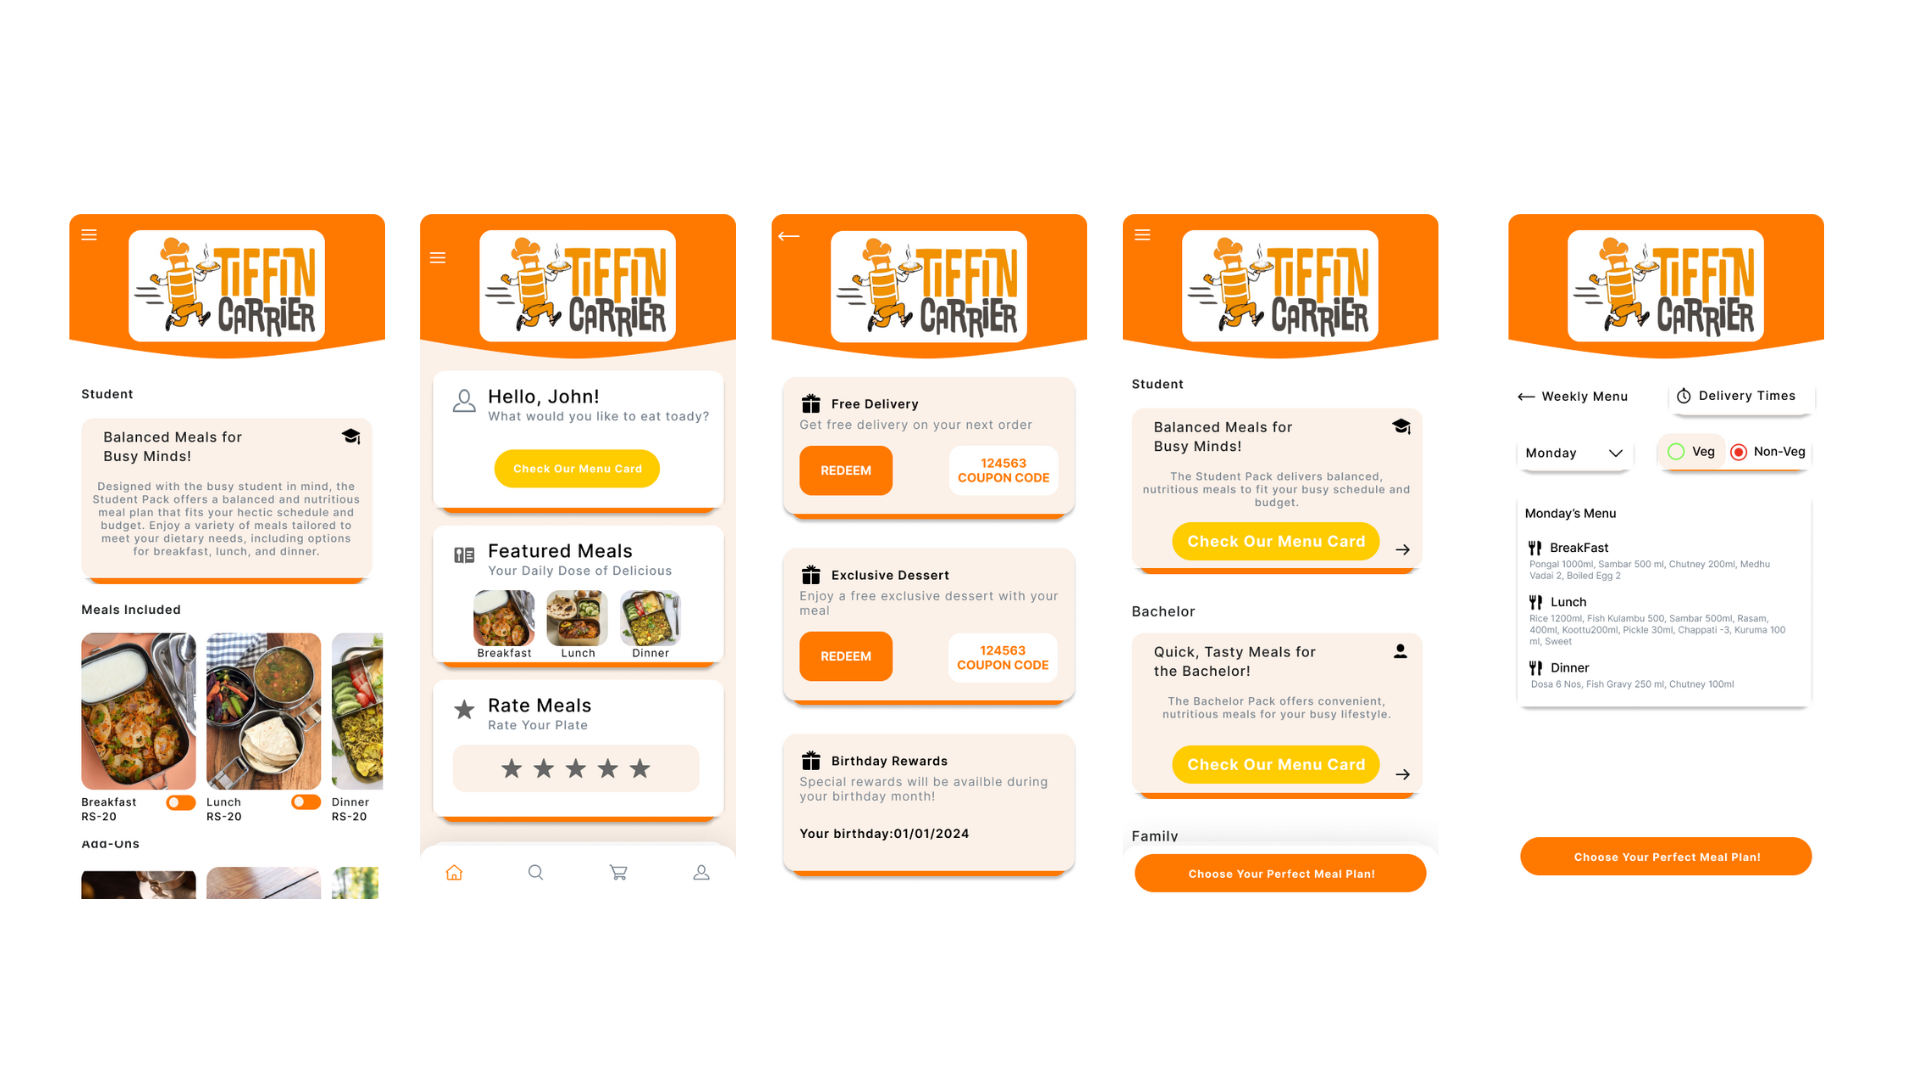 TIFFIN
CARRIER
Student
Balanced Meals for
Busy Minds!
Designed with the busy student in mind, the
Student Pack offers a balanced and nutritious
meal plan that fits your hectic schedule and
budget. Enjoy a variety of meals tailored to
meet your dietary needs, including options
for breakfast, lunch, and dinner.
Meals Included
Breakfast
RS-20
Lunch
RS-20
Dinner
RS-20
Add-Ons
TIFFIN
CARRIER
Hello, John!
What would you like to eat toady?
Check Our Menu Card
Featured Meals
Your Daily Dose of Delicious
Breakfast
Lunch
Dinner
Rate Meals
Rate Your Plate
TIFFIN
CARRIER
Free Delivery
Get free delivery on your next order
REDEEM
124563
COUPON CODE
Exclusive Dessert
Enjoy a free exclusive dessert with your
meal
REDEEM
124563
COUPON CODE
Birthday Rewards
Special rewards will be availble during
your birthday month!
Your birthday:01/01/2024
TIFFIN
CARRIER
Student
Balanced Meals for
Busy Minds!
The Student Pack delivers balanced,
nutritious meals to fit your busy schedule and
budget.
Check Our Menu Card
Bachelor
Quick, Tasty Meals for
the Bachelor!
The Bachelor Pack offers convenient,
nutritious meals for your busy lifestyle.
Check Our Menu Card
Family
Choose Your Perfect Meal Plan!
TIFFIN
CARRIER
Weekly Menu
Delivery Times
Monday
Veg
Non-Veg
Monday's Menu
BreakFast
Pongal 1000ml, Sambar 500 ml, Chutney 200ml, Medhu
Vadai 2, Boiled Egg 2
Lunch
Rice 1200ml, Fish Kulambu 500, Sambar 500ml, Rasam,
400ml, Koottu200ml, Pickle 30ml, Chappati -3, Kuruma 100
ml, Sweet
Dinner
Dosa 6 Nos, Fish Gravy 250 ml, Chutney 100ml
Choose Your Perfect Meal Plan!